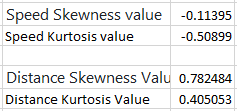 Speed Skewness value -0.11395
Speed Kurtosis value -0.50899
Distance Skewness Valu 0.782484
Distance Kurtosis Value 0.405053